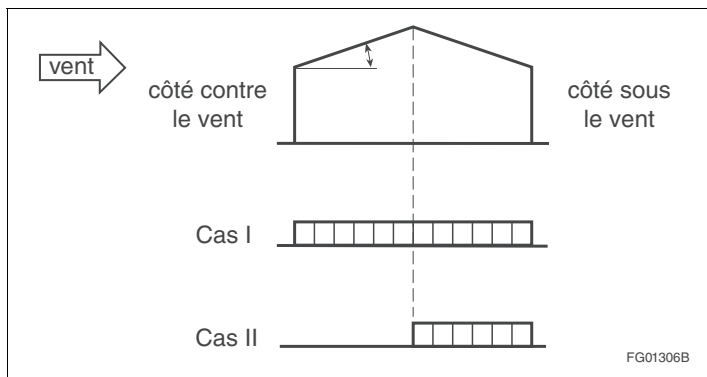 vent
côté contre
le vent
côté sous
le vent
Cas I
Cas II
FG01306B